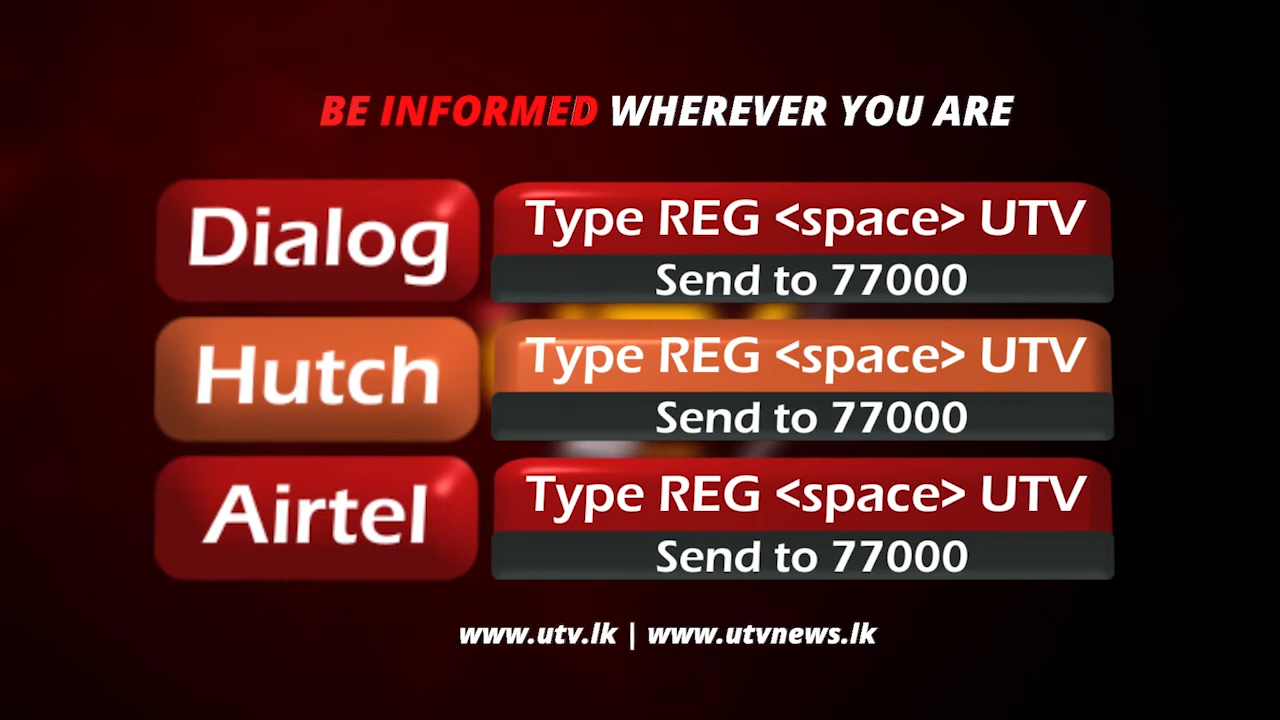 BE INFORMED WHEREVER YOU ARE
Dialog
Type REG <space> UTV
Send to 77000
Hutch
Type REG <space> UTV
Send to 77000
Airtel
Type REG <space> UTV
Send to 77000
www.utv.lk | www.utvnews.lk